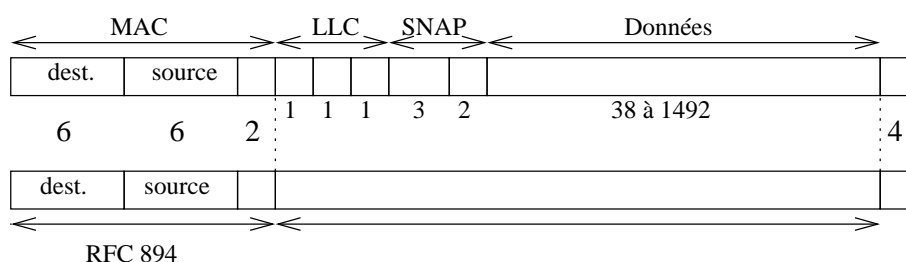 MAC LLC SNAP Données
dest. source
1 1 1 3 2 38 à 1492
6 6 2 4
dest. source
RFC 894